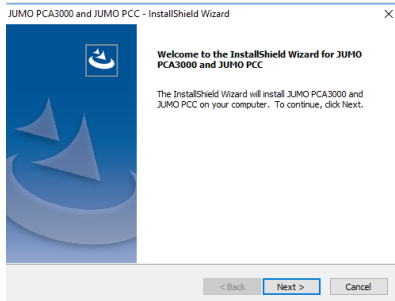 JUMO PCA3000 and JUMO PCC - InstallShield Wizard
Welcome to the InstallShield Wizard for JUMO
PCA3000 and JUMO PCC
The InstallShield Wizard will install JUMO PCA3000 and
JUMO PCC on your computer. To continue, click Next.
< Back Next > Cancel